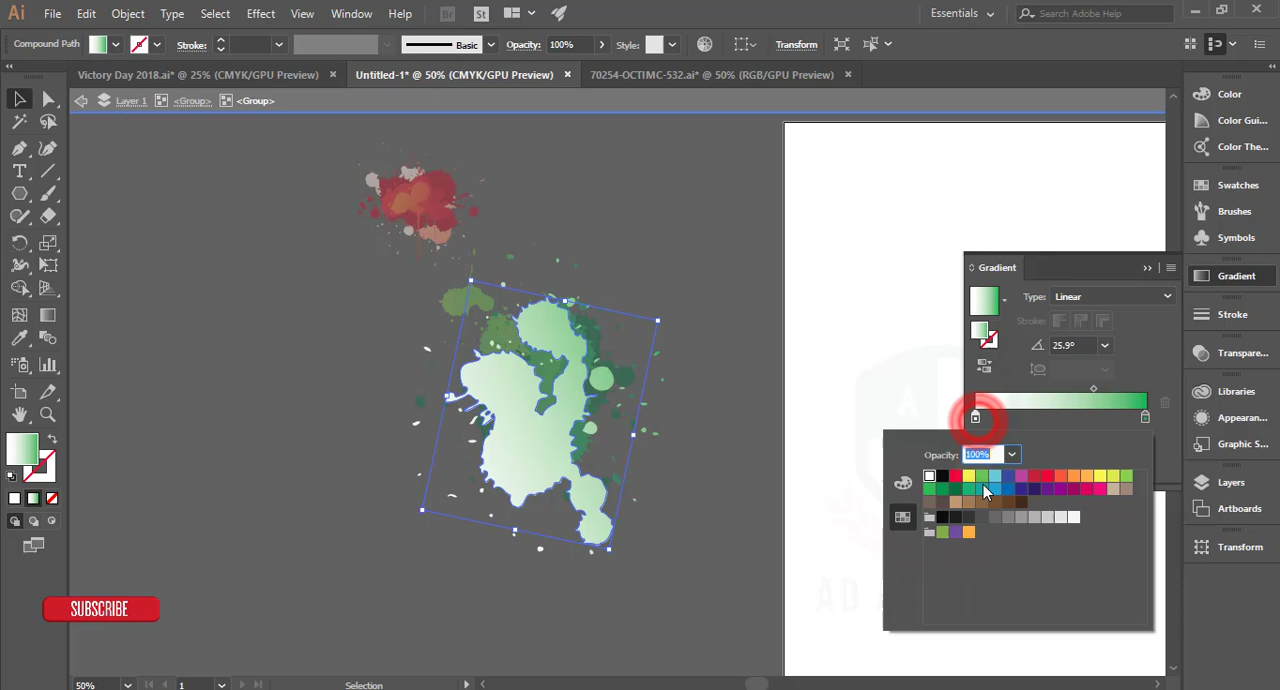 Ai File Edit Object Type Select Effect View Window Help Br St Essentials Search Adobe Help
Compound Path Stroke: Basic Opacity: 100% Style: Transform
Victory Day 2018.ai* @ 25% (CMYK/GPU Preview) × Untitled-1* @ 50% (CMYK/GPU Preview) × 70254-OCTIMC-532.ai* @ 50% (RGB/GPU Preview) ×
Layer 1 <Group> <Group>
Color
Color Gui...
Color The...
Swatches
Brushes
Symbols
Gradient
Stroke
Transpare...
Libraries
Appearan...
Graphic S...
Layers
Artboards
Transform
Gradient
Type: Linear
Stroke:
25.9°
Opacity: 100%
SUBSCRIBE
50% 1 Selection